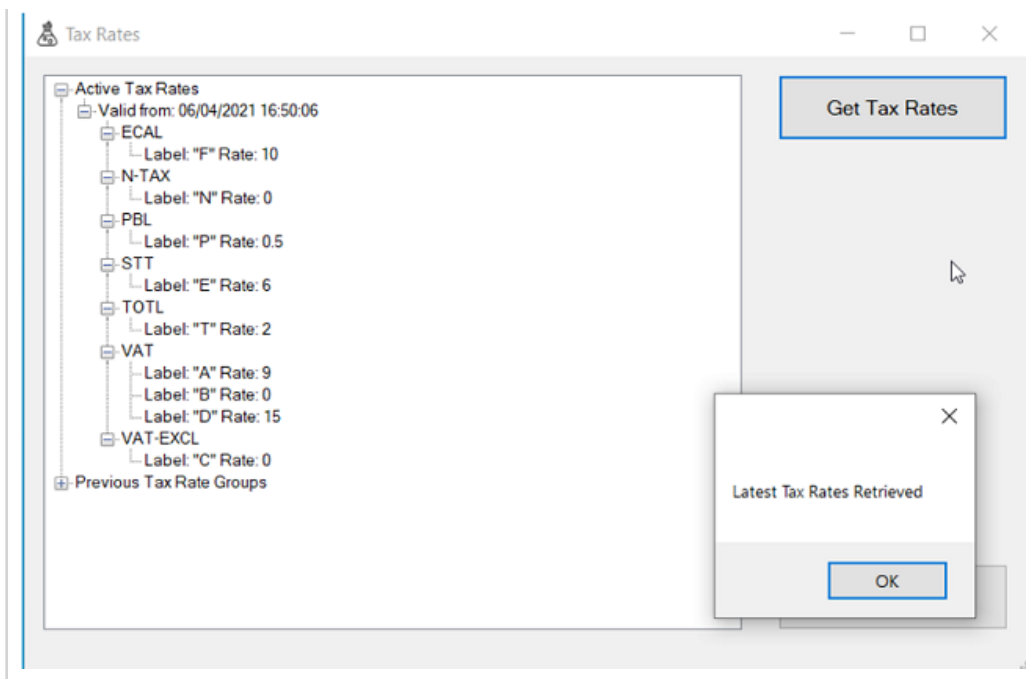 Tax Rates
Active Tax Rates
Valid from: 06/04/2021 16:50:06
ECAL
Label: "F" Rate: 10
N-TAX
Label: "N" Rate: 0
PBL
Label: "P" Rate: 0.5
STT
Label: "E" Rate: 6
TOTL
Label: "T" Rate: 2
VAT
Label: "A" Rate: 9
Label: "B" Rate: 0
Label: "D" Rate: 15
VAT-EXCL
Label: "C" Rate: 0
Previous Tax Rate Groups
Get Tax Rates
Latest Tax Rates Retrieved
OK